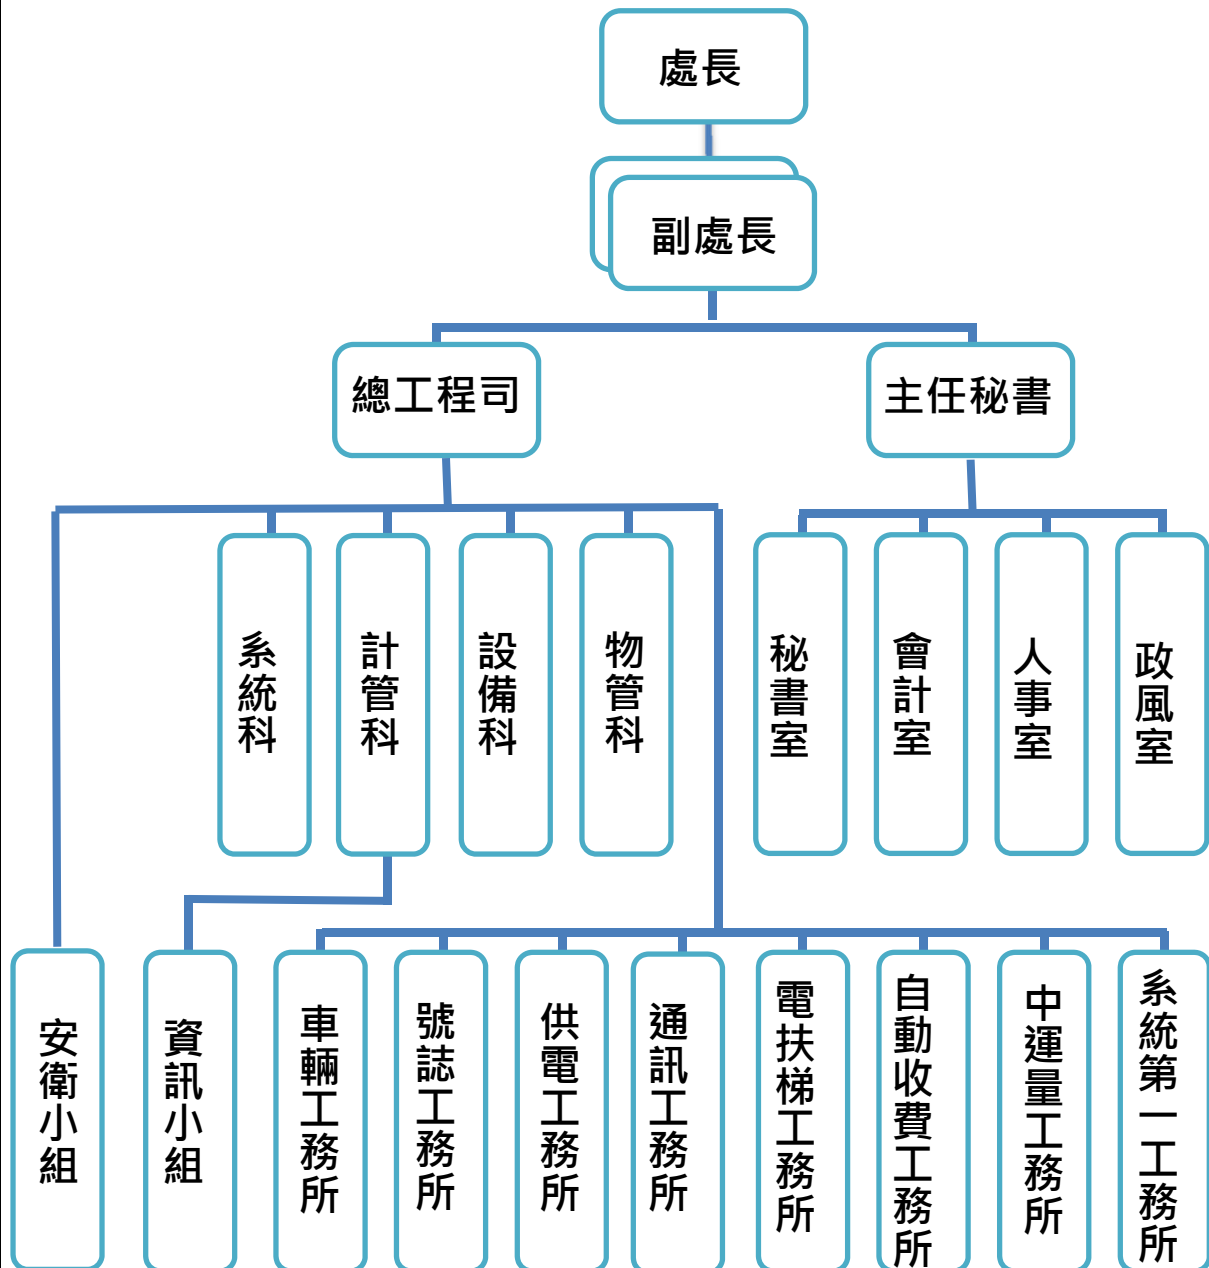 處長
副處長
總工程司
主任秘書
系統科
計管科
設備科
物管科
秘書室
會計室
人事室
政風室
安衛小組
資訊小組
車輛工務所
號誌工務所
供電工務所
通訊工務所
電扶梯工務所
自動收費工務所
中運量工務所
系統第一工務所